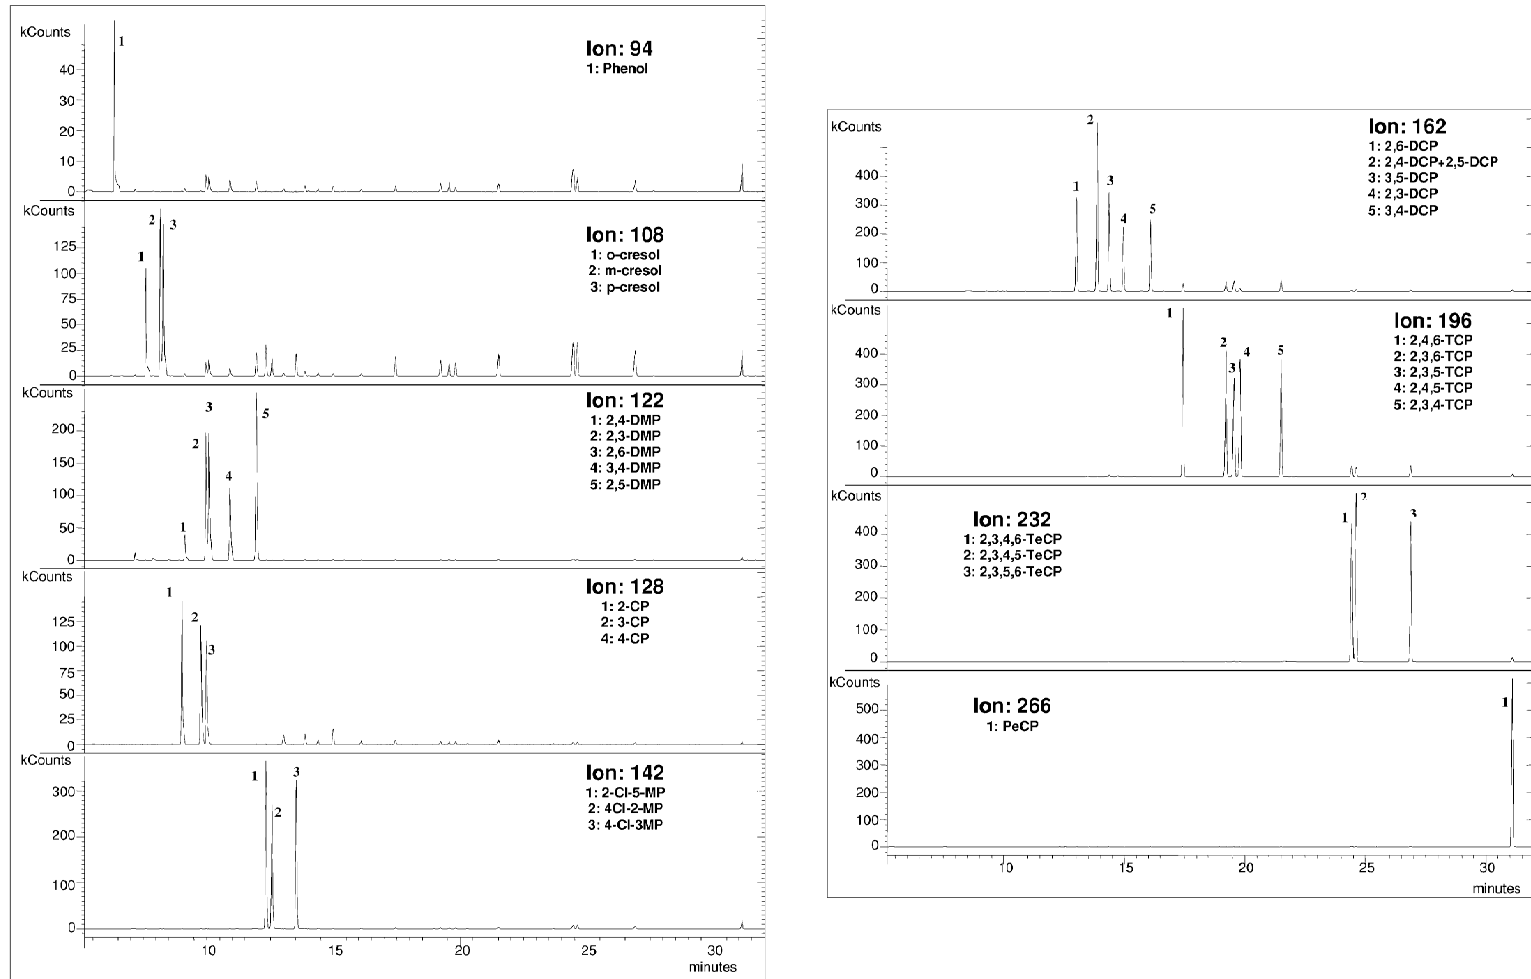 kCounts
1
Ion: 94
1: Phenol
40
30
20
10
0
kCounts
2 3
1
Ion: 108
1: o-cresol
2: m-cresol
3: p-cresol
125
100
75
50
25
0
kCounts
3
5
2
4
1
Ion: 122
1: 2,4-DMP
2: 2,3-DMP
3: 2,6-DMP
4: 3,4-DMP
5: 2,5-DMP
200
150
100
50
0
kCounts
1
2
3
Ion: 128
1: 2-CP
2: 3-CP
4: 4-CP
125
100
75
50
25
0
kCounts
1 3
2
Ion: 142
1: 2-Cl-5-MP
2: 4Cl-2-MP
3: 4-Cl-3MP
300
200
100
0
10 15 20 25 30
minutes
kCounts
2
1 3
4 5
Ion: 162
1: 2,6-DCP
2: 2,4-DCP+2,5-DCP
3: 3,5-DCP
4: 2,3-DCP
5: 3,4-DCP
400
300
200
100
0
kCounts
1
2 4 5
3
Ion: 196
1: 2,4,6-TCP
2: 2,3,6-TCP
3: 2,3,5-TCP
4: 2,4,5-TCP
5: 2,3,4-TCP
400
300
200
100
0
kCounts
2
1 3
Ion: 232
1: 2,3,4,6-TeCP
2: 2,3,4,5-TeCP
3: 2,3,5,6-TeCP
400
300
200
100
0
kCounts
1
Ion: 266
1: PeCP
500
400
300
200
100
0
10 15 20 25 30
minutes